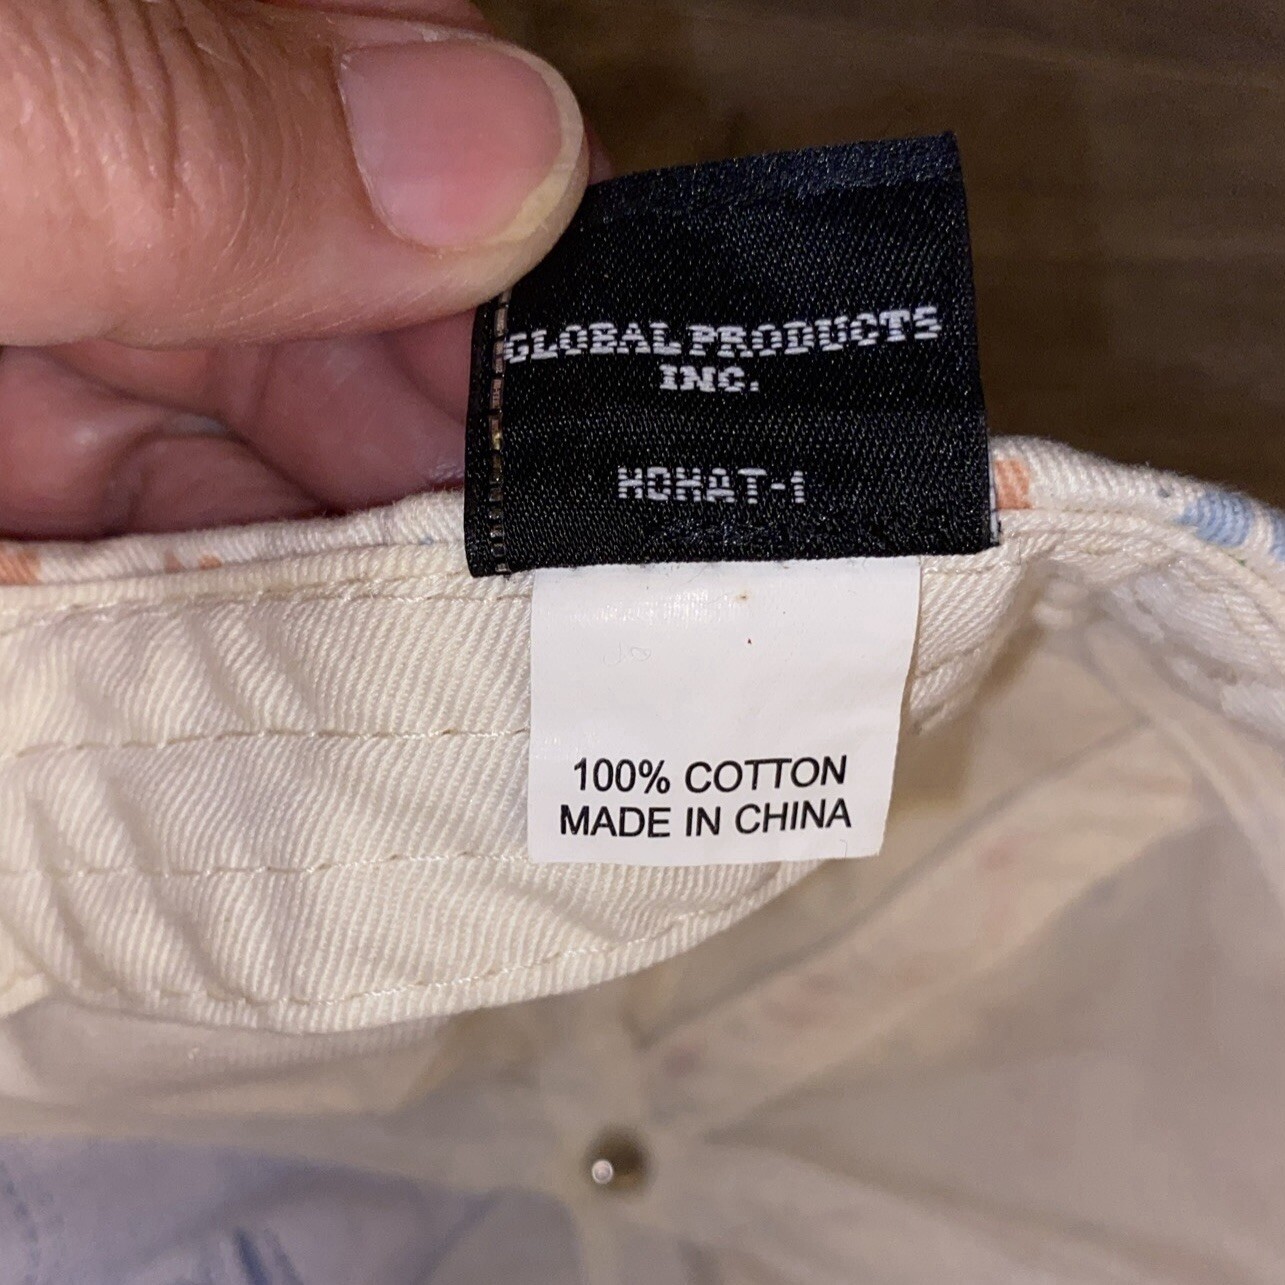 GLOBAL PRODUCTS
INC.
HDHAT-1
100% COTTON
MADE IN CHINA